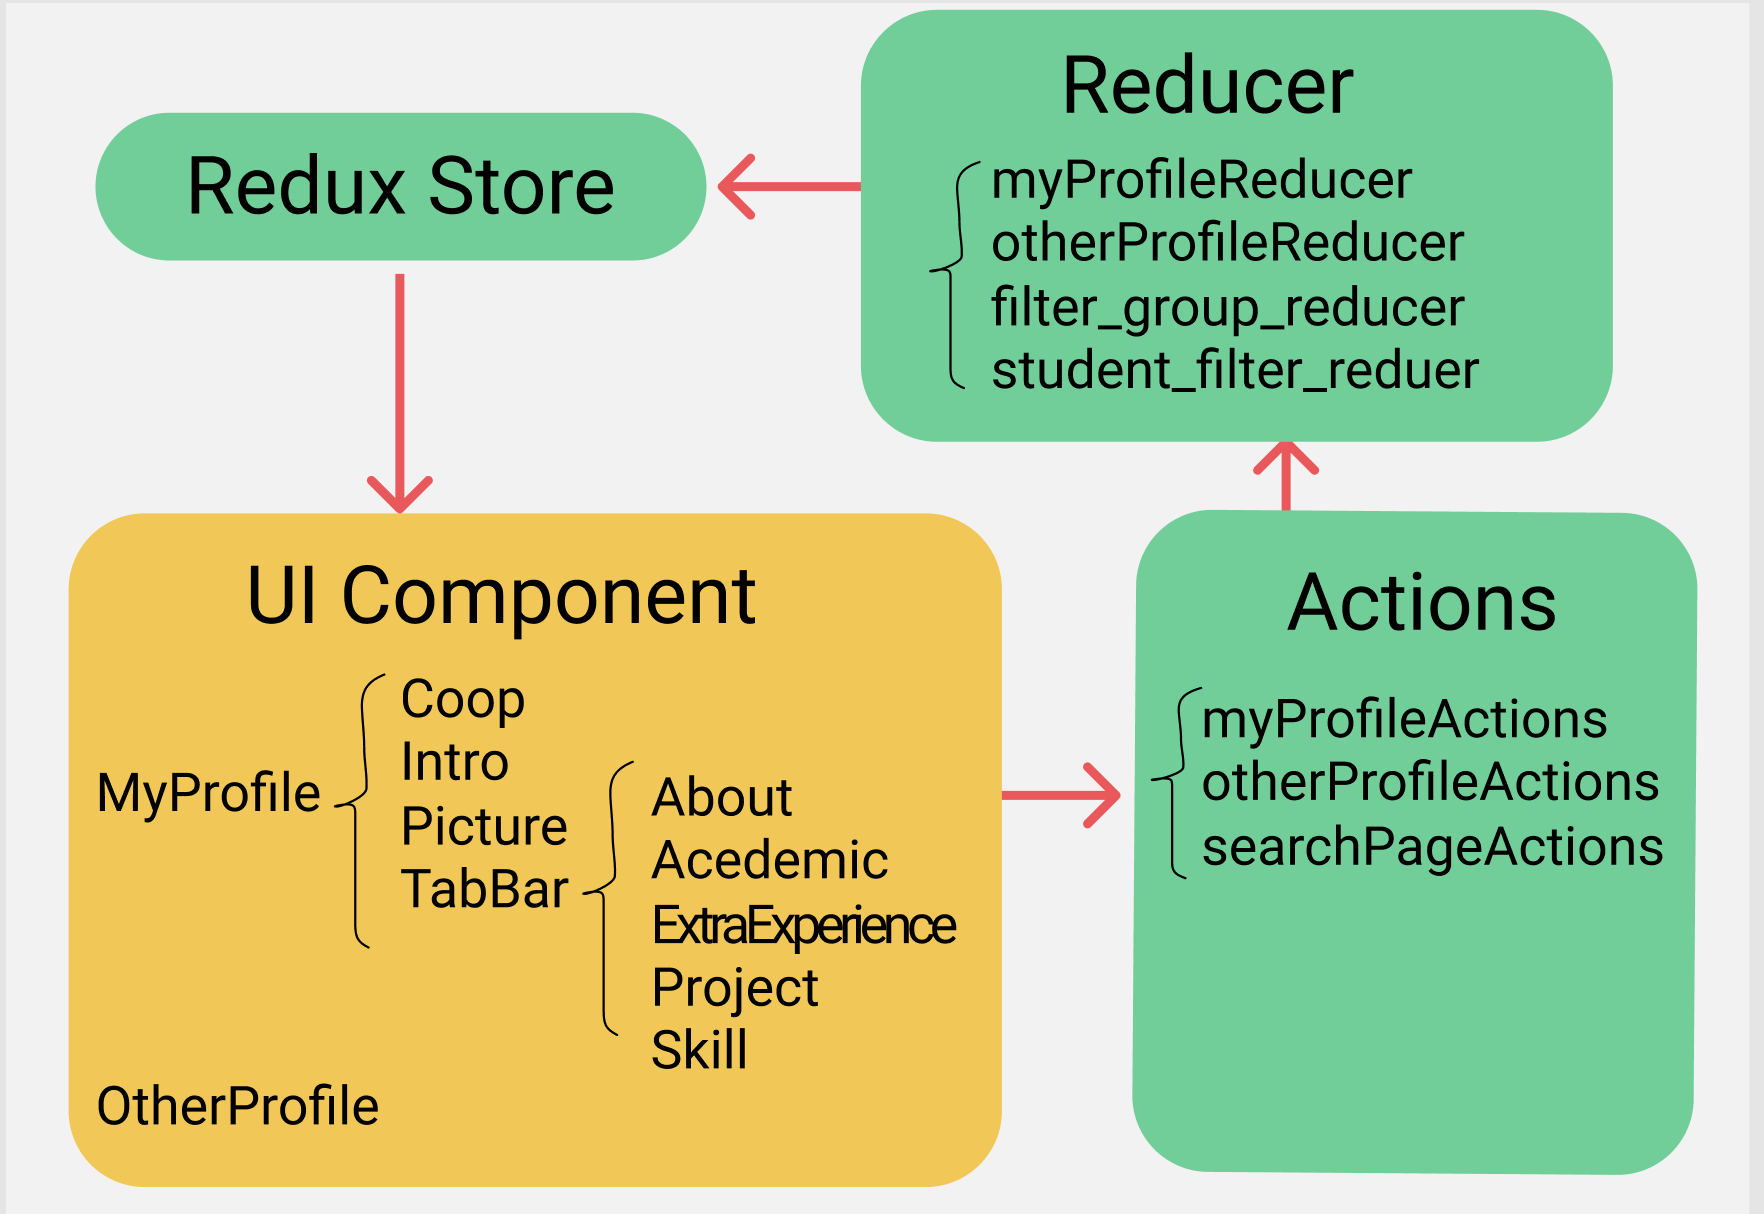 Reducer
myProfileReducer
otherProfileReducer
filter_group_reducer
student_filter_reduer
Redux Store
UI Component
MyProfile
Coop
Intro
Picture
TabBar
About
Acedemic
ExtraExperience
Project
Skill
OtherProfile
Actions
myProfileActions
otherProfileActions
searchPageActions